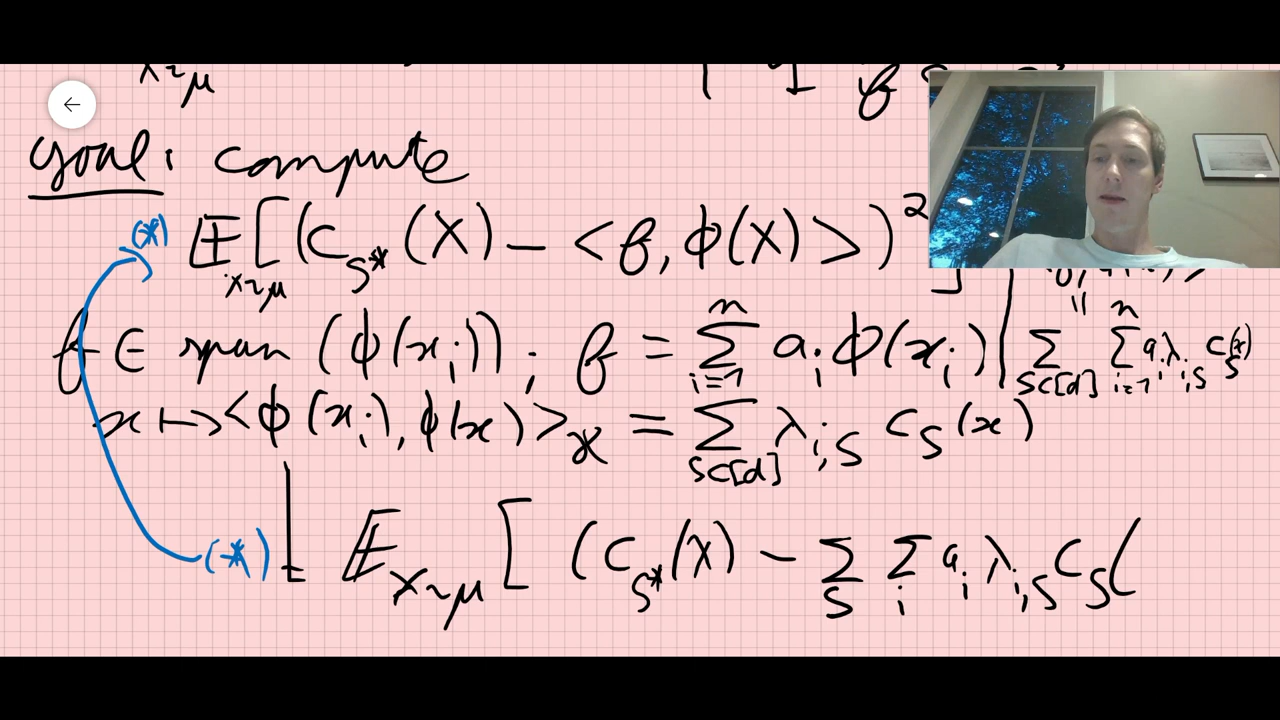 x~μ
goal: compute
(*) E_{x~μ}[(C_{S*}(X) - <β, ϕ(X)>)^2]
β ∈ span(ϕ(x_i)); β = Σ_{i=1}^{n} a_i ϕ(x_i) | " Σ_{S⊂[d]} Σ_{i=1}^{n} a_i λ_{i,S} C_S(x)
x ↦ <ϕ(x_i), ϕ(x)>_x = Σ_{S⊂[d]} λ_{i,S} C_S(x)
(*) E_{X~μ}[(C_{S*}(X) - Σ_S Σ_i a_i λ_{i,S} C_S(